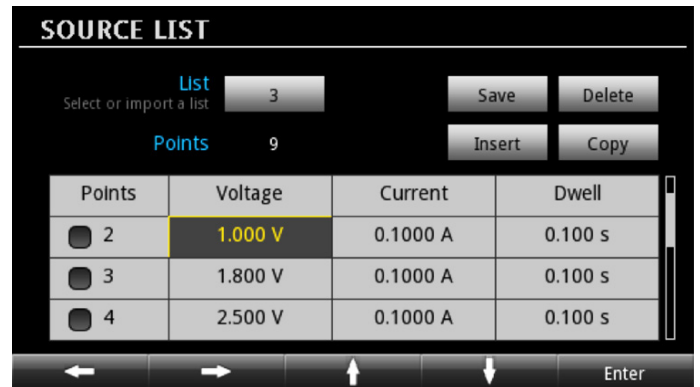 SOURCE LIST
List
Select or import a list
3
Save
Delete
Points
9
Insert
Copy
Points Voltage Current Dwell
2 1.000 V 0.1000 A 0.100 s
3 1.800 V 0.1000 A 0.100 s
4 2.500 V 0.1000 A 0.100 s
Enter